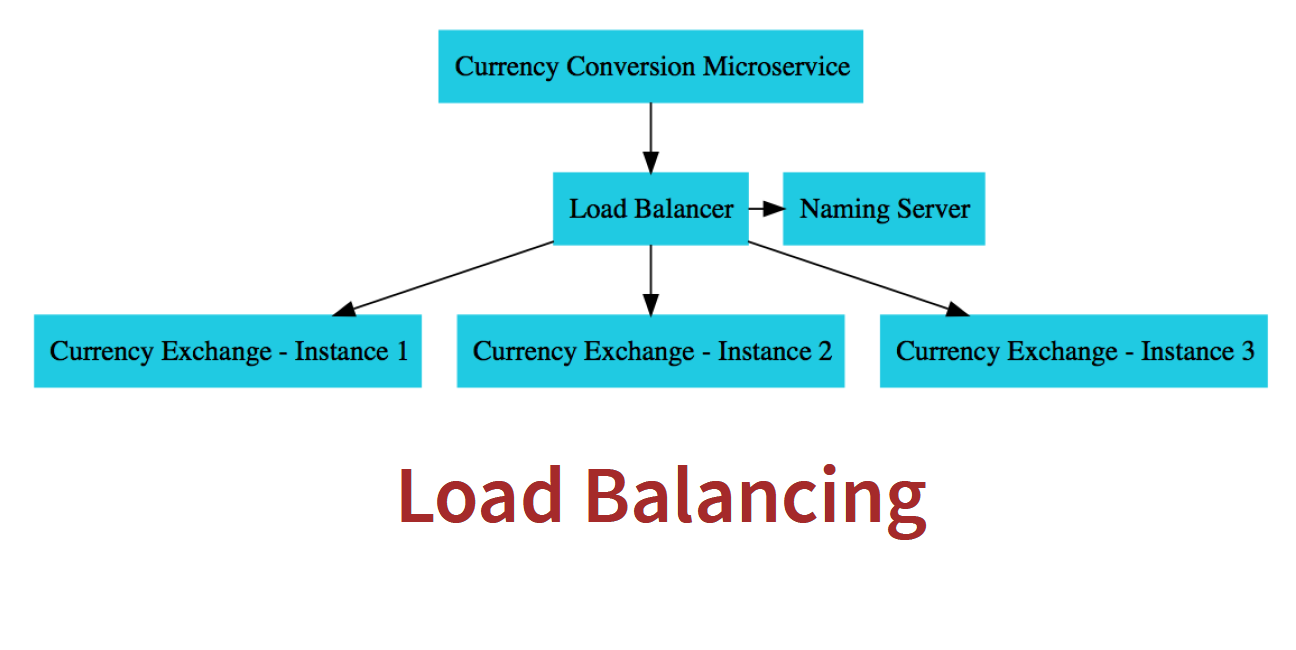 Currency Conversion Microservice
Load Balancer
Naming Server
Currency Exchange - Instance 1
Currency Exchange - Instance 2
Currency Exchange - Instance 3
Load Balancing